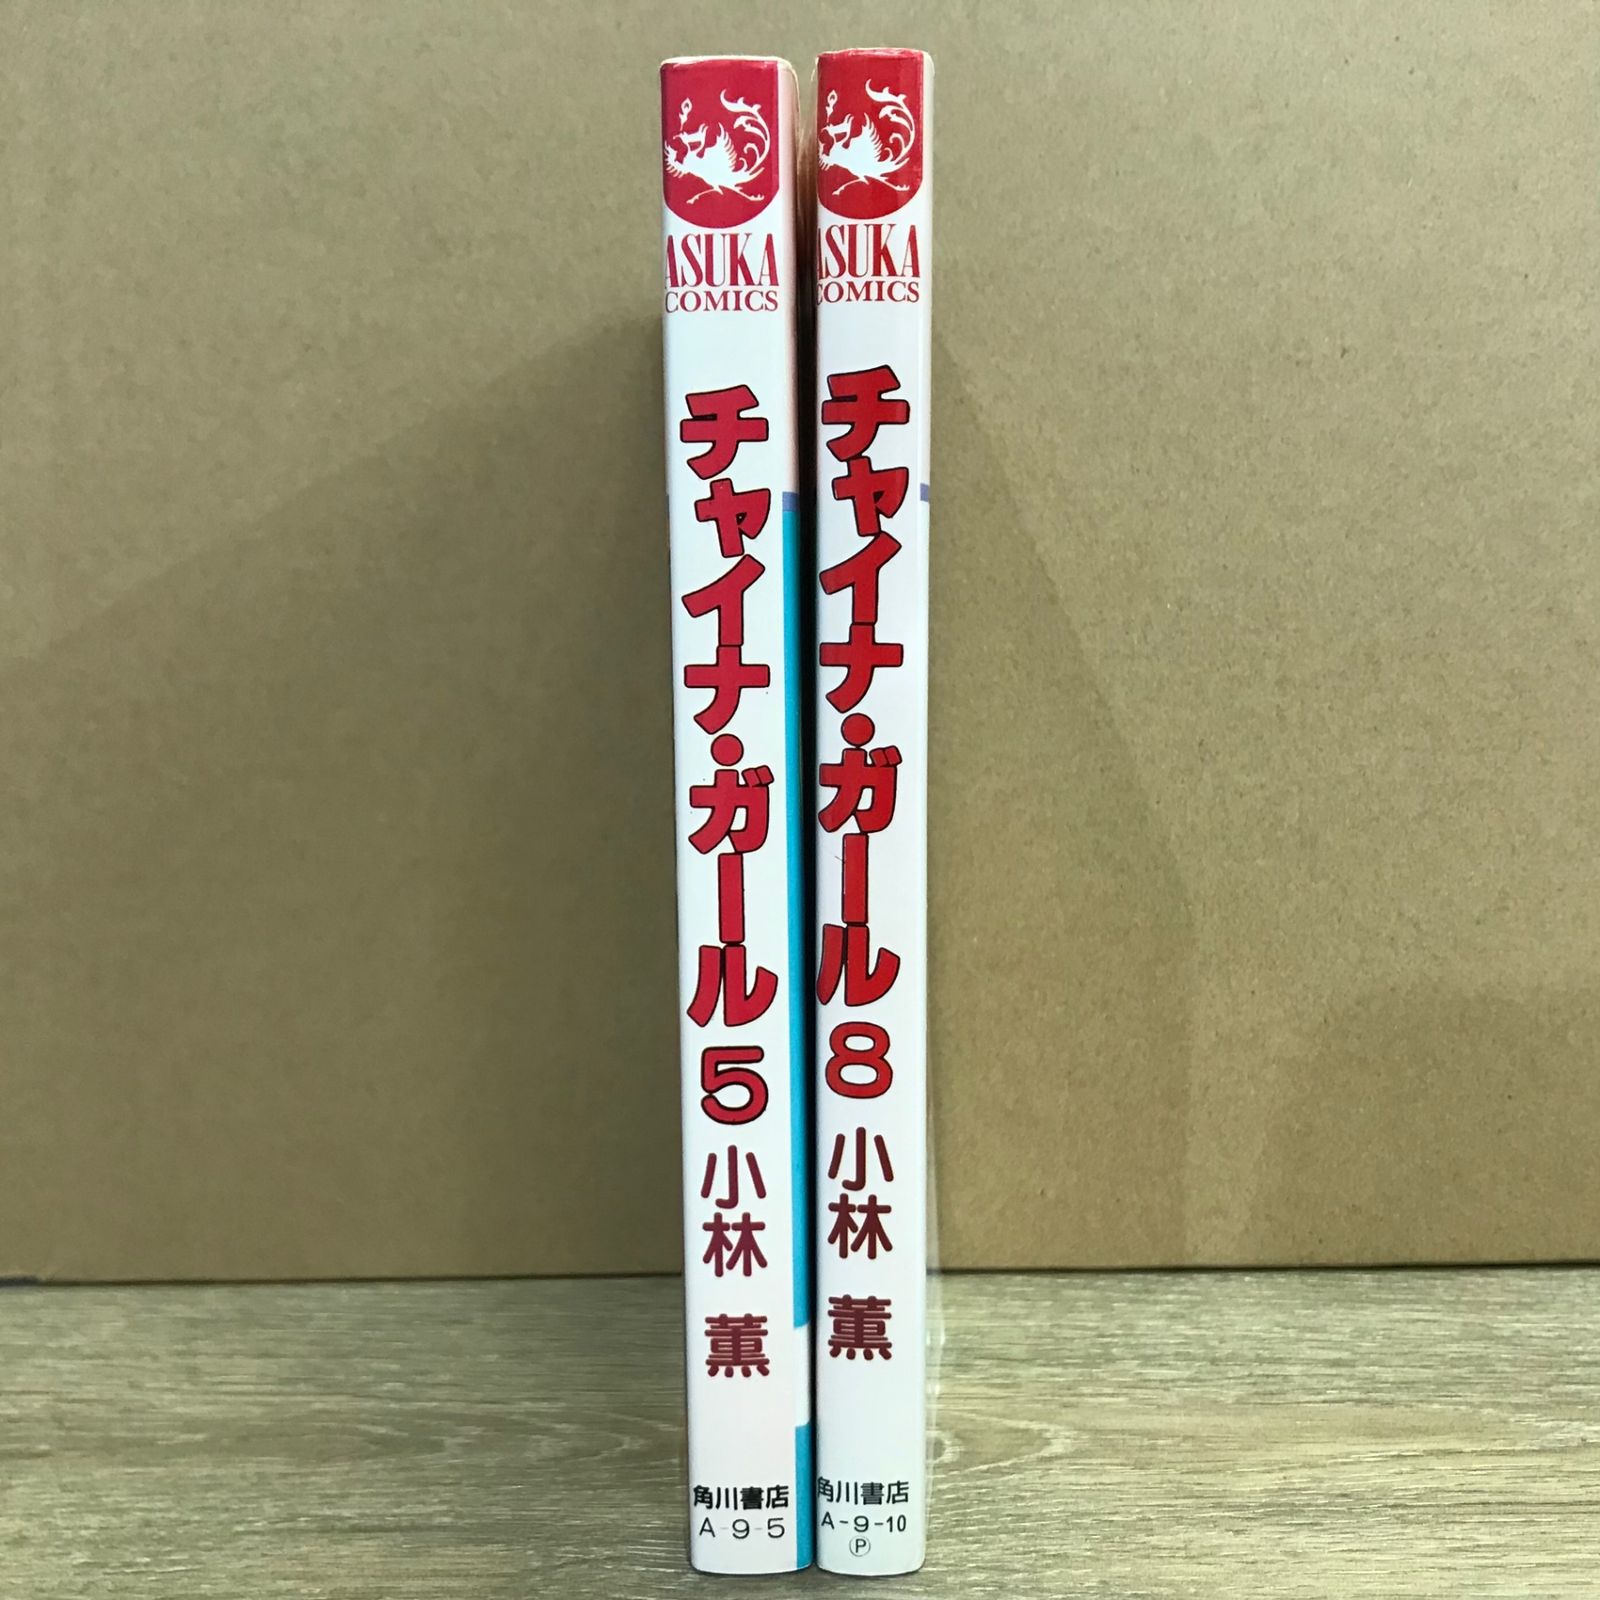 ASUKA
COMICS
チャイナ・ガール 5
小林 薫
角川書店
A-9-5
ASUKA
COMICS
チャイナ・ガール 8
小林 薫
角川書店
A-9-10
Ⓟ